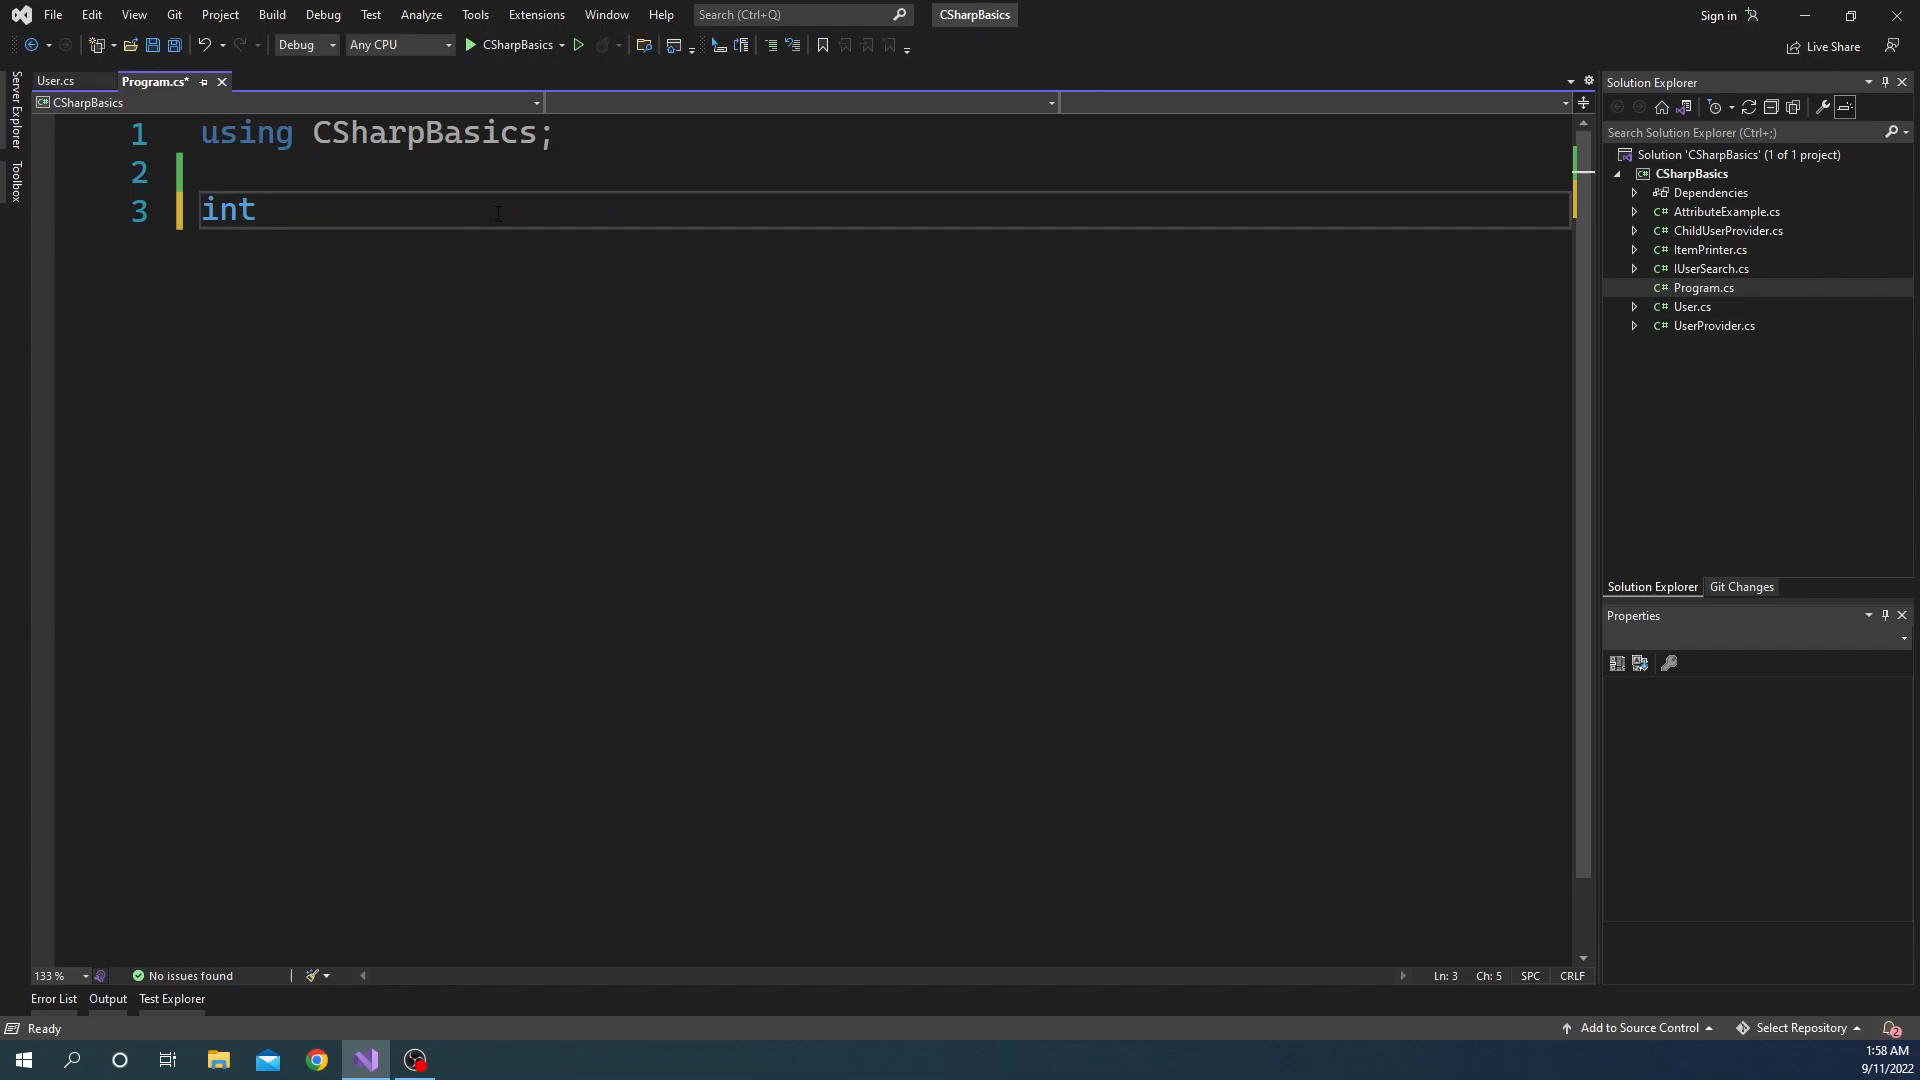 File Edit View Git Project Build Debug Test Analyze Tools Extensions Window Help Search (Ctrl+Q) CSharpBasics Sign in
Debug Any CPU CSharpBasics Live Share
Server Explorer
Toolbox
User.cs Program.cs*
C# CSharpBasics
1 using CSharpBasics;
2
3 int
Solution Explorer
Search Solution Explorer (Ctrl+;)
Solution 'CSharpBasics' (1 of 1 project)
C# CSharpBasics
Dependencies
C# AttributeExample.cs
C# ChildUserProvider.cs
C# ItemPrinter.cs
C# IUserSearch.cs
C# Program.cs
C# User.cs
C# UserProvider.cs
Solution Explorer Git Changes
Properties
133 % No issues found Ln: 3 Ch: 5 SPC CRLF
Error List Output Test Explorer
Ready Add to Source Control Select Repository 2
1:58 AM
9/11/2022